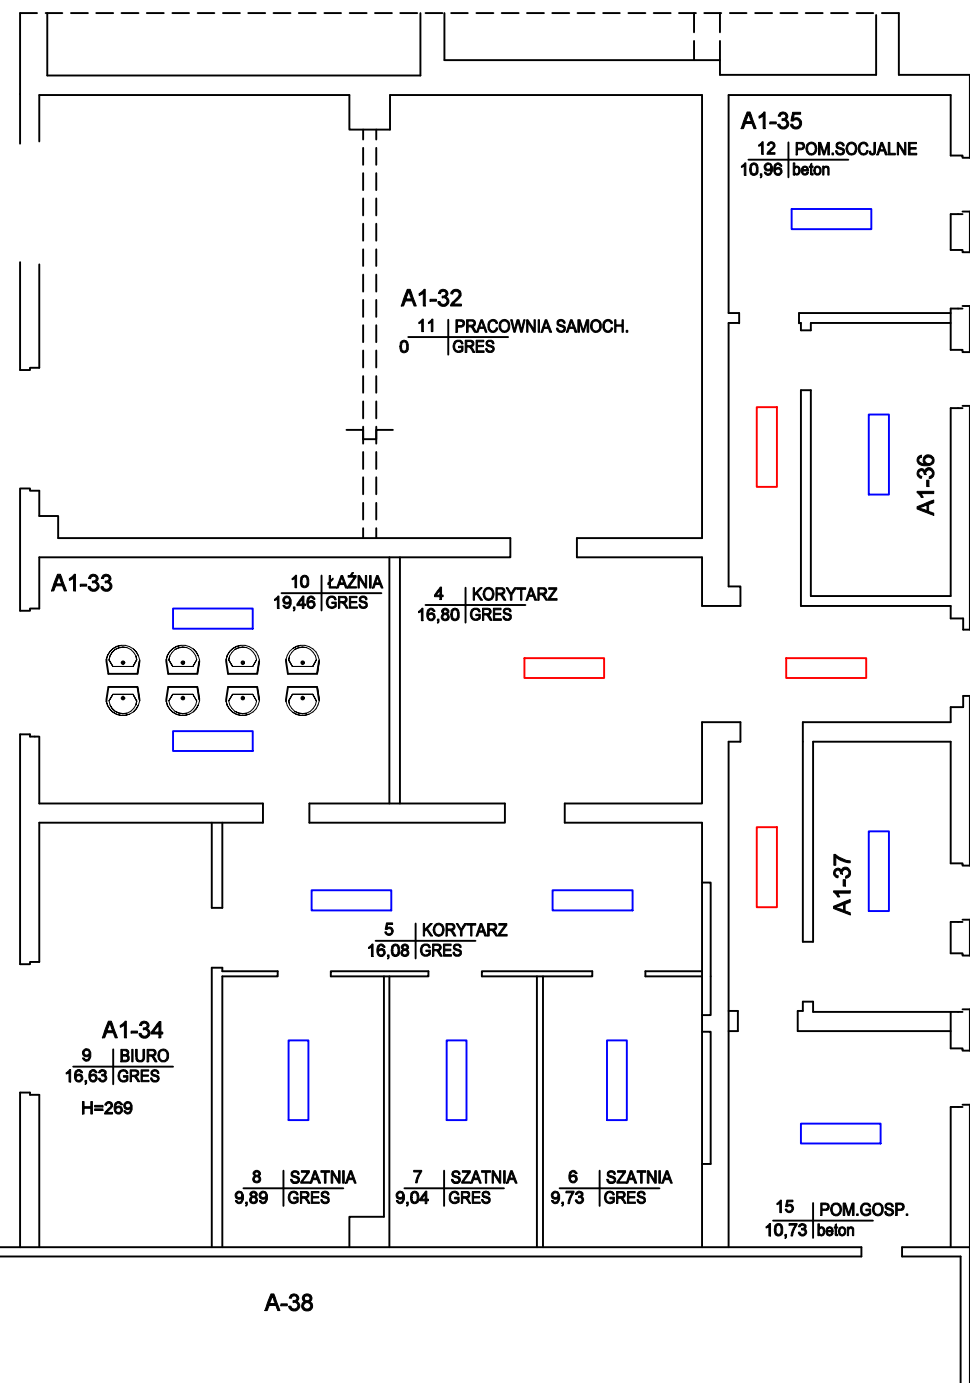 A1-35
12 POM.SOCJALNE
10,96 beton
A1-32
11 PRACOWNIA SAMOCH.
0 GRES
A1-36
A1-33
10 ŁAŹNIA
19,46 GRES
4 KORYTARZ
16,80 GRES
A1-37
5 KORYTARZ
16,08 GRES
A1-34
9 BIURO
16,63 GRES
H=269
8 SZATNIA
9,89 GRES
7 SZATNIA
9,04 GRES
6 SZATNIA
9,73 GRES
15 POM.GOSP.
10,73 beton
A-38